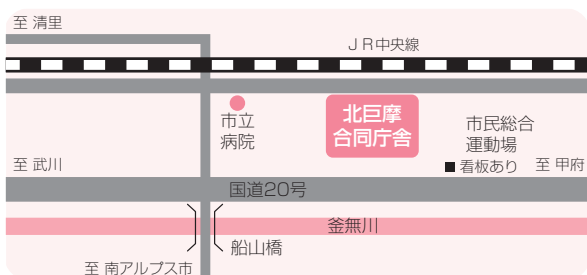 至 清里
JR中央線
市立
病院
北巨摩
合同庁舎
市民総合
運動場
■看板あり
至 武川
至 甲府
国道20号
釜無川
船山橋
至 南アルプス市